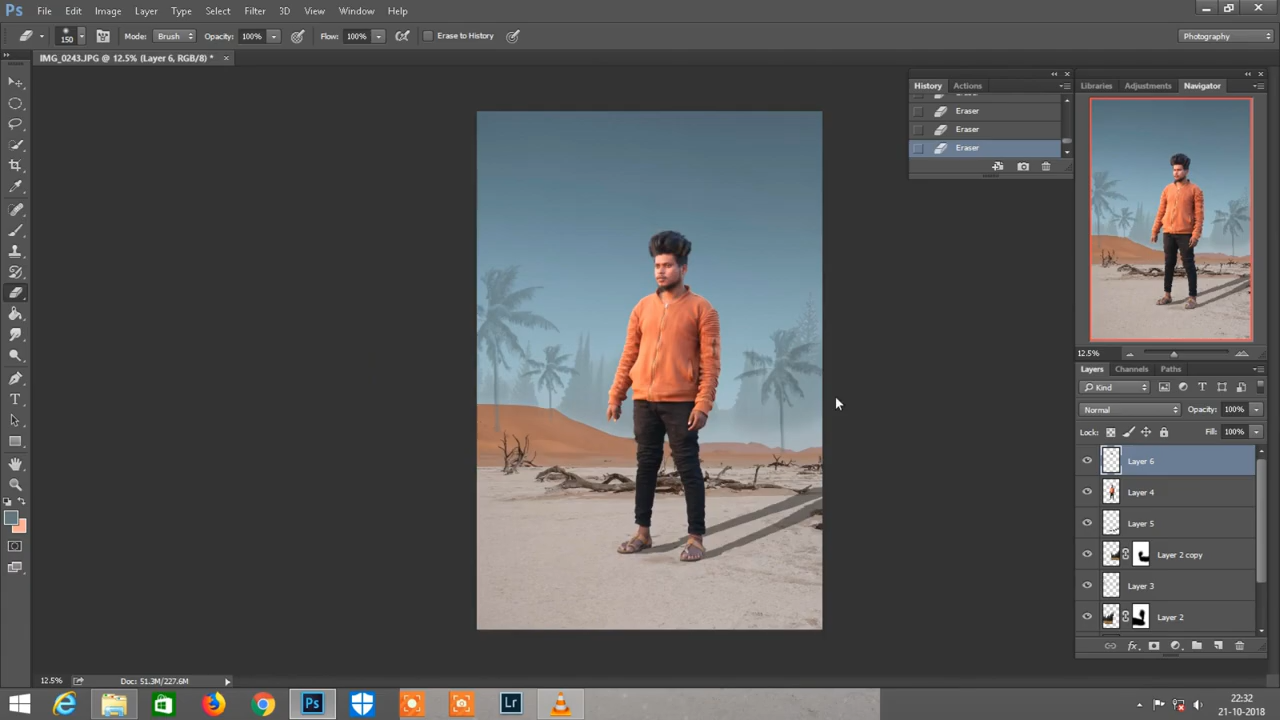 Ps File Edit Image Layer Type Select Filter 3D View Window Help
150 Mode: Brush Opacity: 100% Flow: 100% Erase to History Photography
IMG_0243.JPG @ 12.5% (Layer 6, RGB/8) * ×
History Actions
Eraser
Eraser
Eraser
Libraries Adjustments Navigator
12.5%
Layers Channels Paths
Kind
Normal Opacity: 100%
Lock: Fill: 100%
Layer 6
Layer 4
Layer 5
Layer 2 copy
Layer 3
Layer 2
12.5% Doc: 51.3M/227.6M
Ps Lr
22:32
21-10-2018